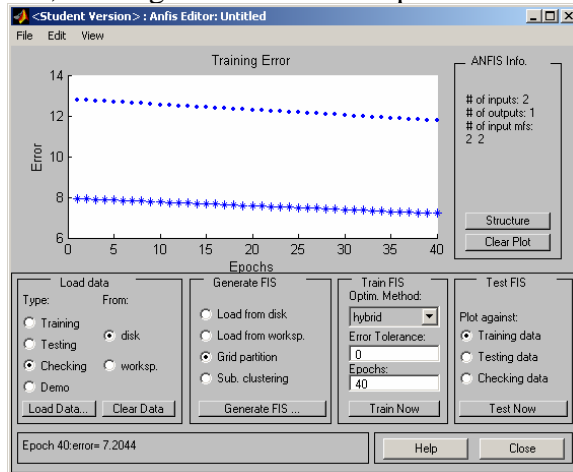 <Student Version> : Anfis Editor: Untitled
File Edit View
Training Error
ANFIS Info.
14
12
10
8
6
Error
0 5 10 15 20 25 30 35 40
Epochs
# of inputs: 2
# of outputs: 1
# of input mfs:
2 2
Structure
Clear Plot
Load data
Type: From:
Training
Testing
Checking
Demo
disk
worksp.
Load Data... Clear Data
Generate FIS
Load from disk
Load from worksp.
Grid partition
Sub. clustering
Generate FIS ...
Train FIS
Optim. Method:
hybrid
Error Tolerance:
0
Epochs:
40
Train Now
Test FIS
Plot against:
Training data
Testing data
Checking data
Test Now
Epoch 40:error= 7.2044
Help Close